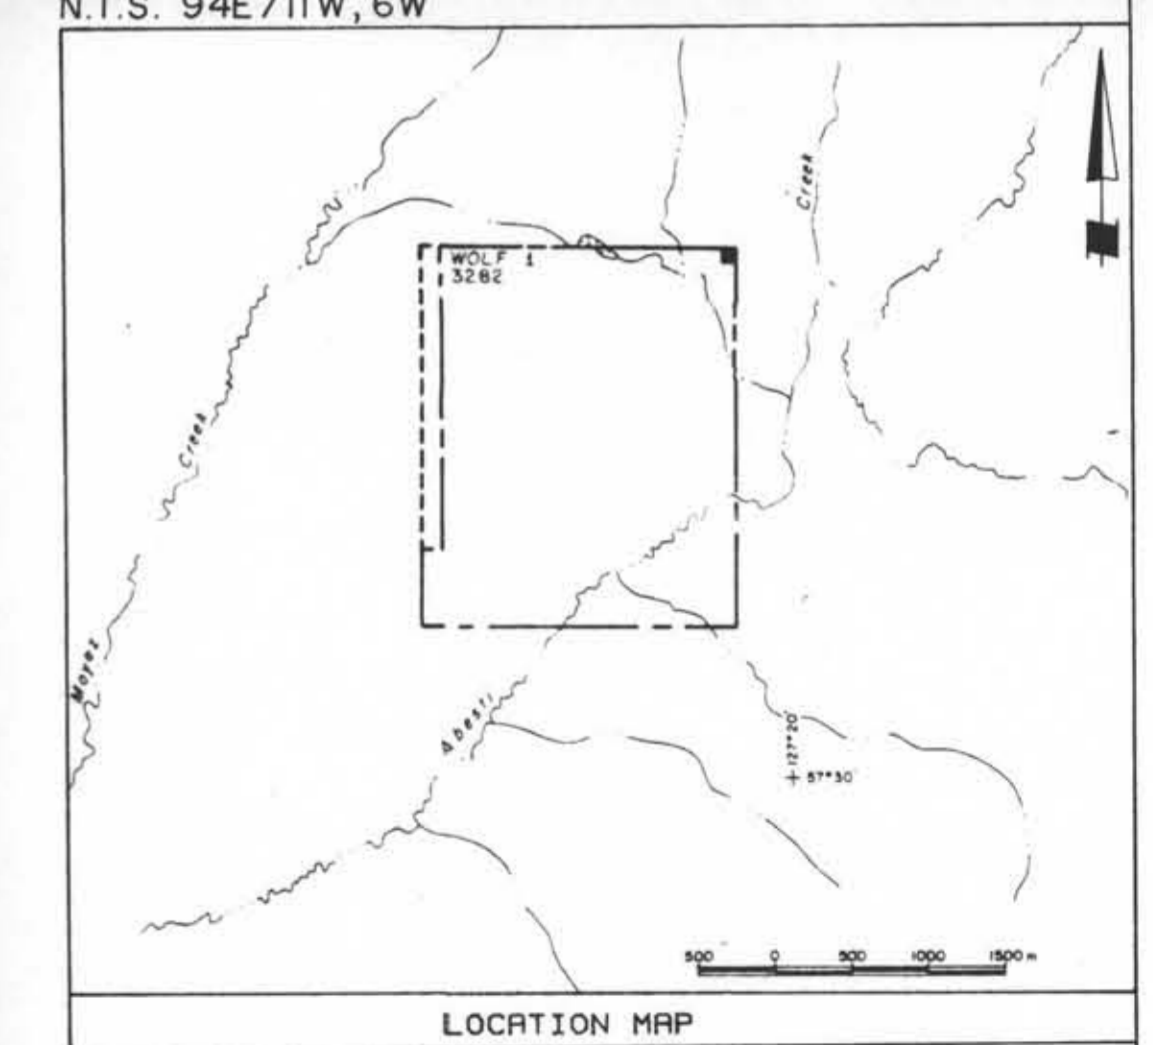 N.T.S. 94E/11W, 6W
Creek
WOLF 1
3282
Creek
Moyez
Abesti
127°20'
57°30'
500 0 500 1000 1500 m
LOCATION MAP